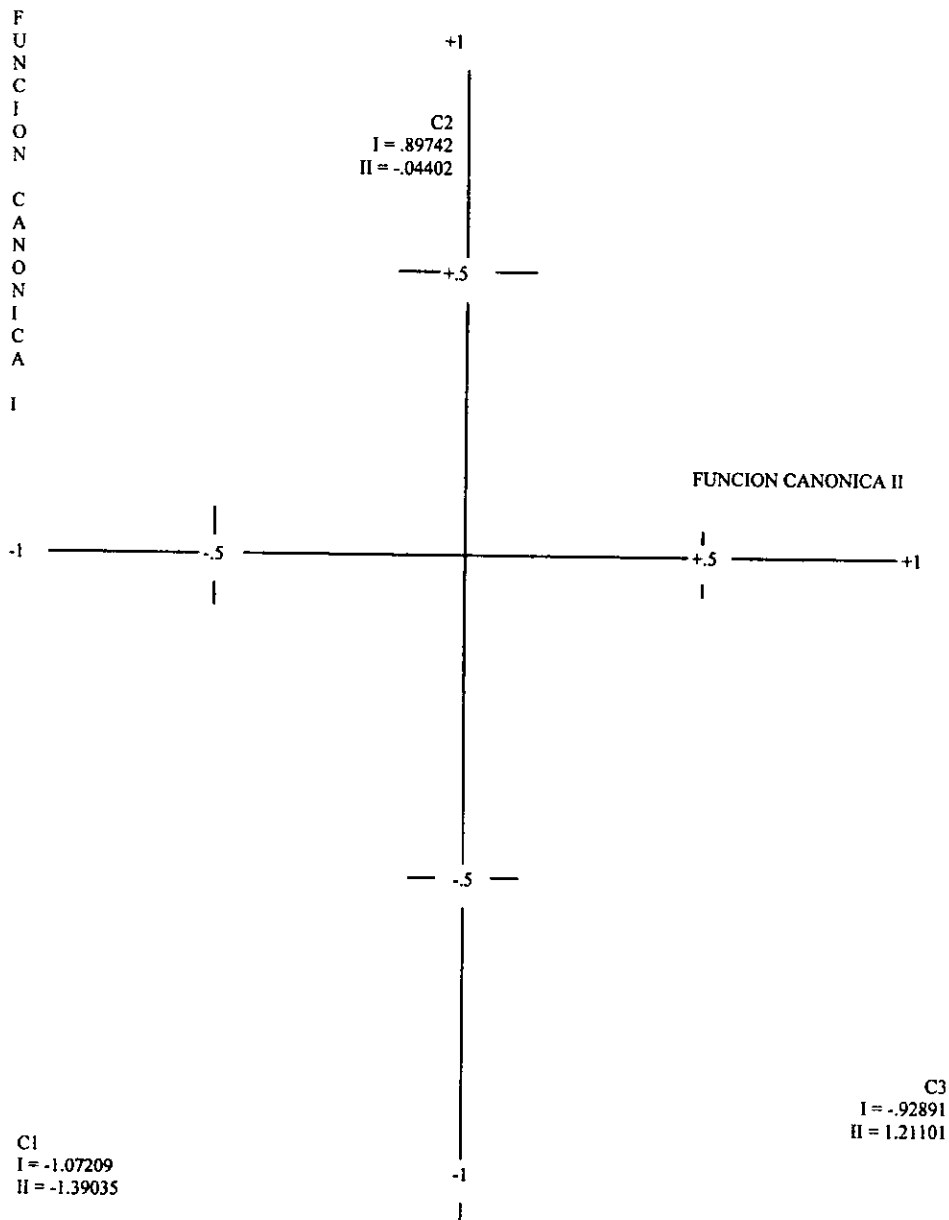 FUNCION CANONICA I
+1
C2
I = .89742
II = -.04402
+.5
FUNCION CANONICA II
-1
-.5
+.5
+1
-.5
C3
I = -.92891
II = 1.21101
C1
I = -1.07209
II = -1.39035
-1